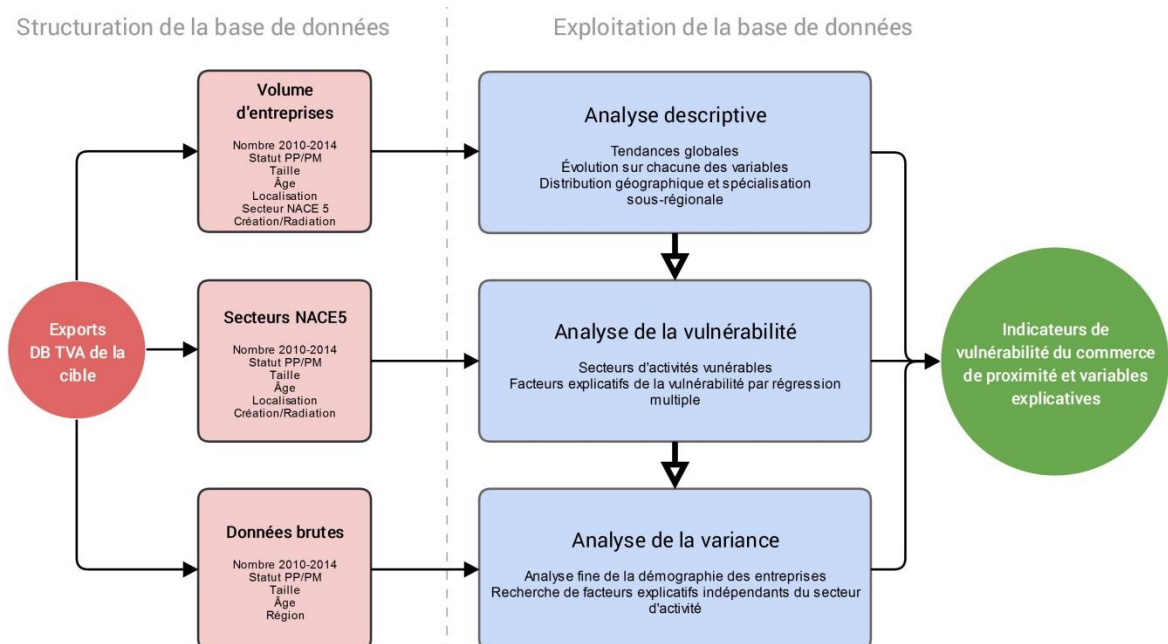 Structuration de la base de données
Exploitation de la base de données
Volume
d'entreprises
Nombre 2010-2014
Statut PP/PM
Taille
Âge
Localisation
Secteur NACE 5
Création/Radiation
Analyse descriptive
Tendances globales
Évolution sur chacune des variables
Distribution géographique et spécialisation
sous-régionale
Exports
DB TVA de la
cible
Secteurs NACE5
Nombre 2010-2014
Statut PP/PM
Taille
Âge
Localisation
Création/Radiation
Analyse de la vulnérabilité
Secteurs d'activités vunérables
Facteurs explicatifs de la vulnérabilité par régression
multiple
Indicateurs de
vulnérabilité du commerce
de proximité et variables
explicatives
Données brutes
Nombre 2010-2014
Statut PP/PM
Taille
Âge
Région
Analyse de la variance
Analyse fine de la démographie des entreprises
Recherche de facteurs explicatifs indépendants du secteur
d'activité